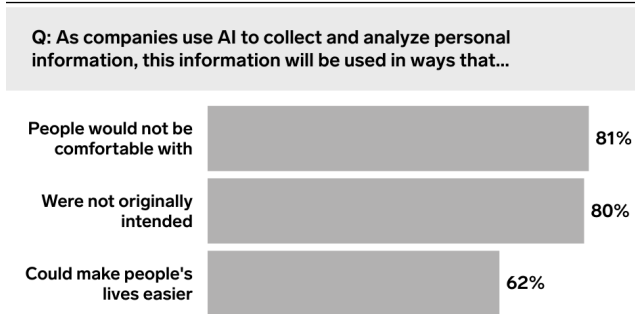 Q: As companies use AI to collect and analyze personal
information, this information will be used in ways that...
People would not be
comfortable with
81%
Were not originally
intended
80%
Could make people's
lives easier
62%